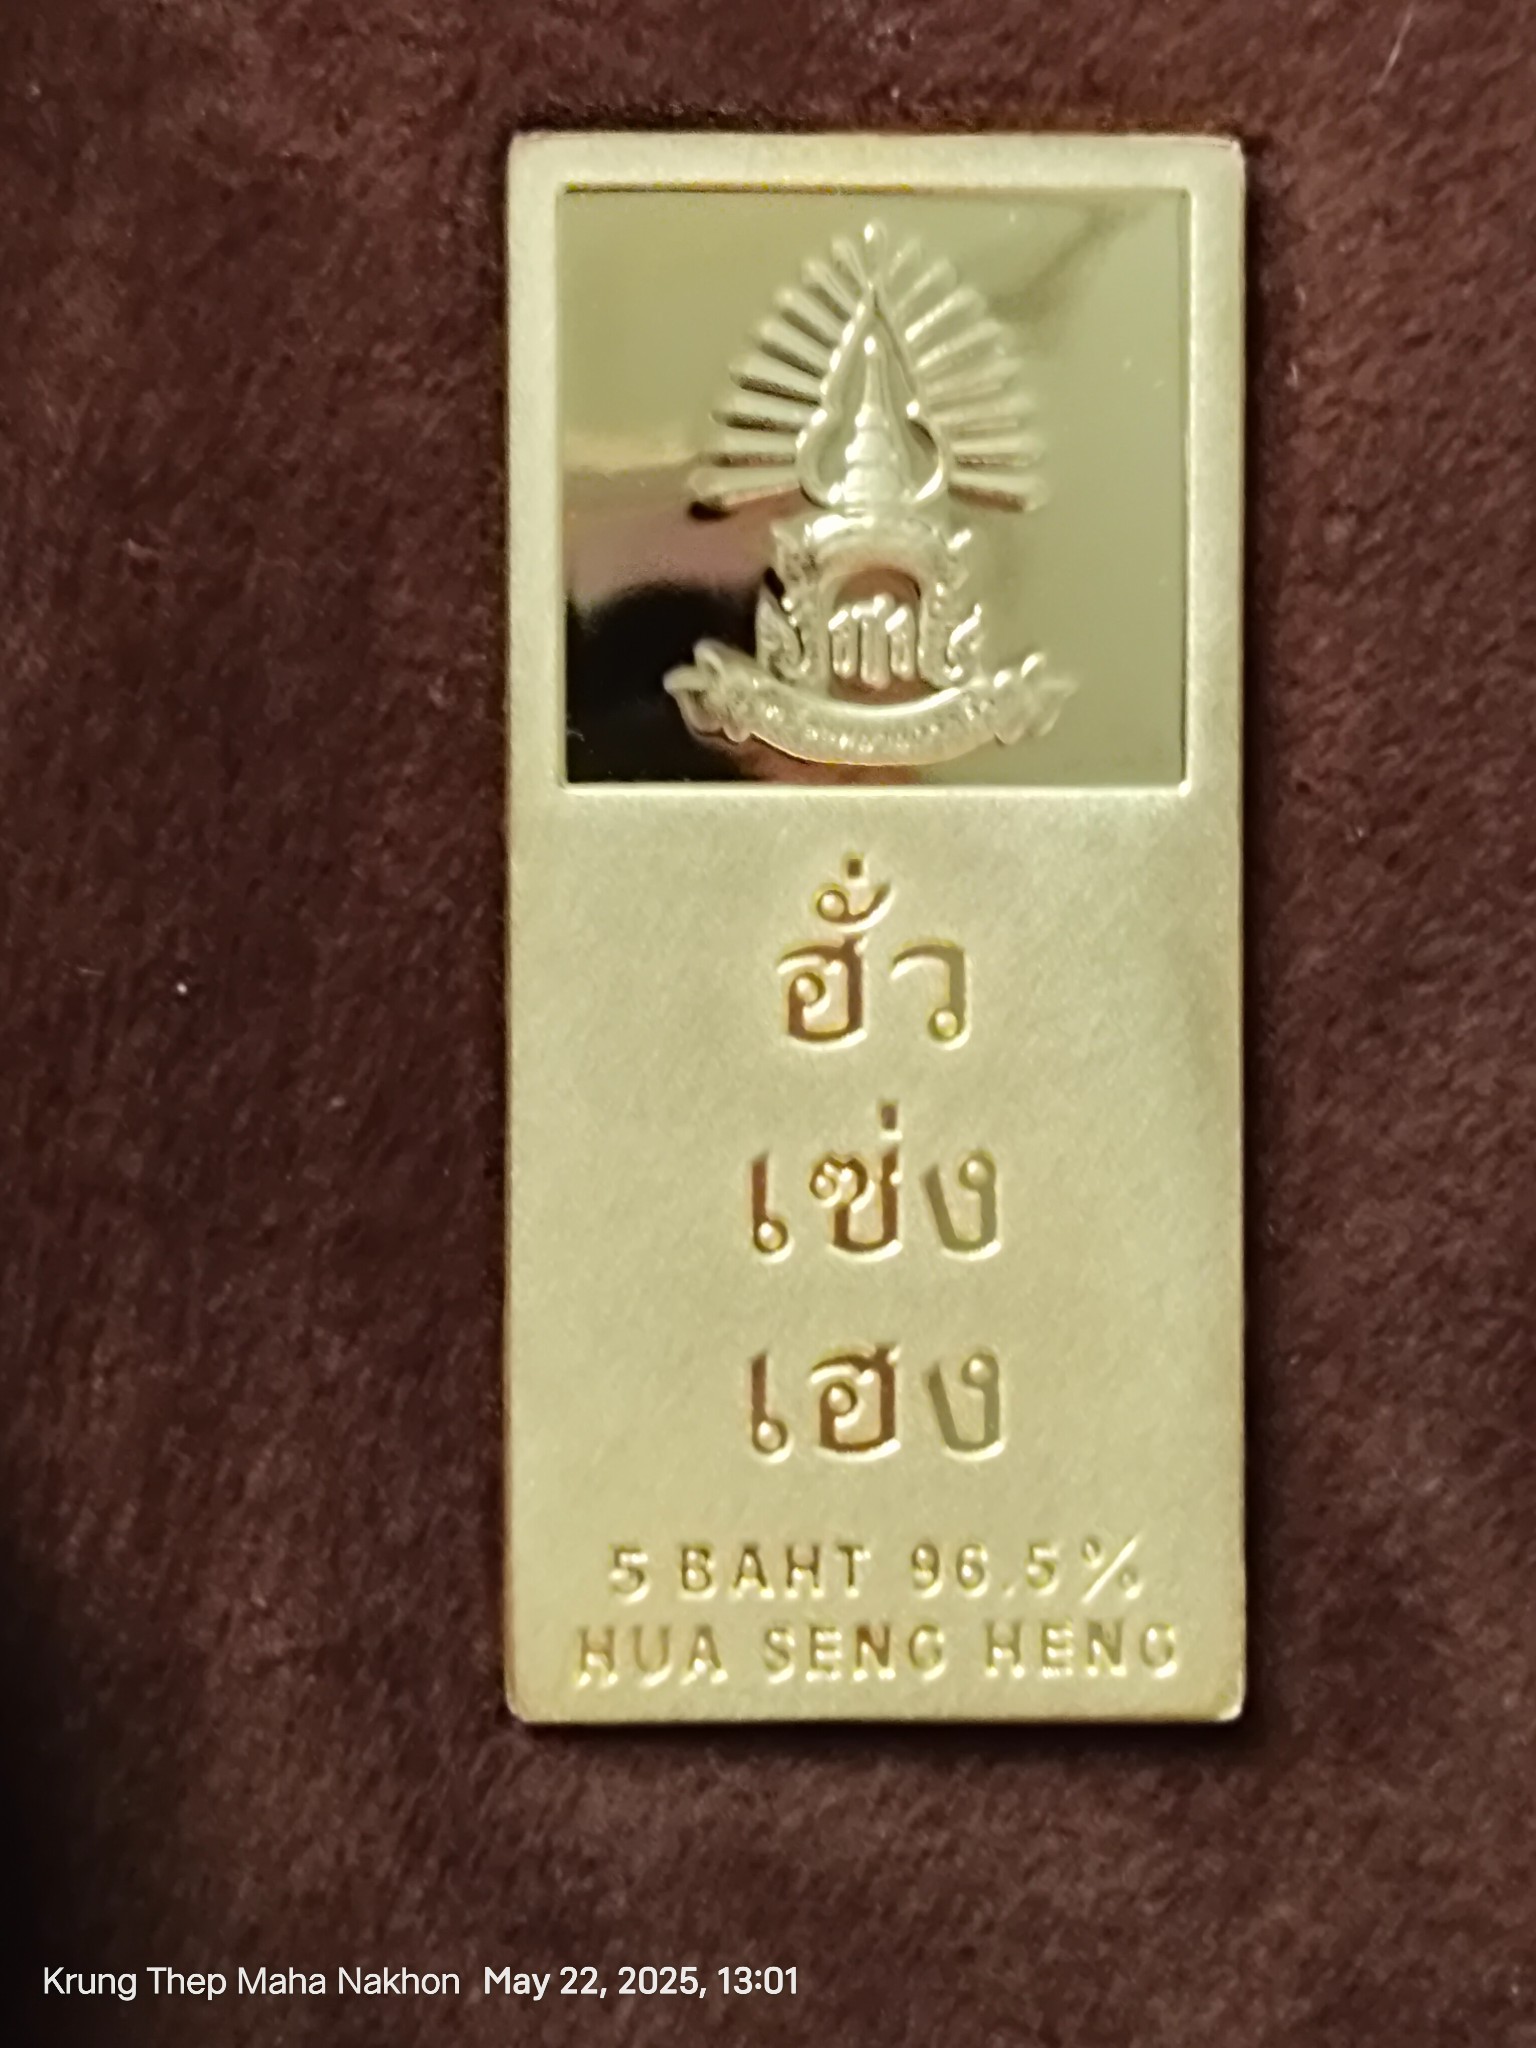 ฮั่ว
เซ่ง
เฮง
5 BAHT 96.5%
HUA SENG HENG
Krung Thep Maha Nakhon May 22, 2025, 13:01